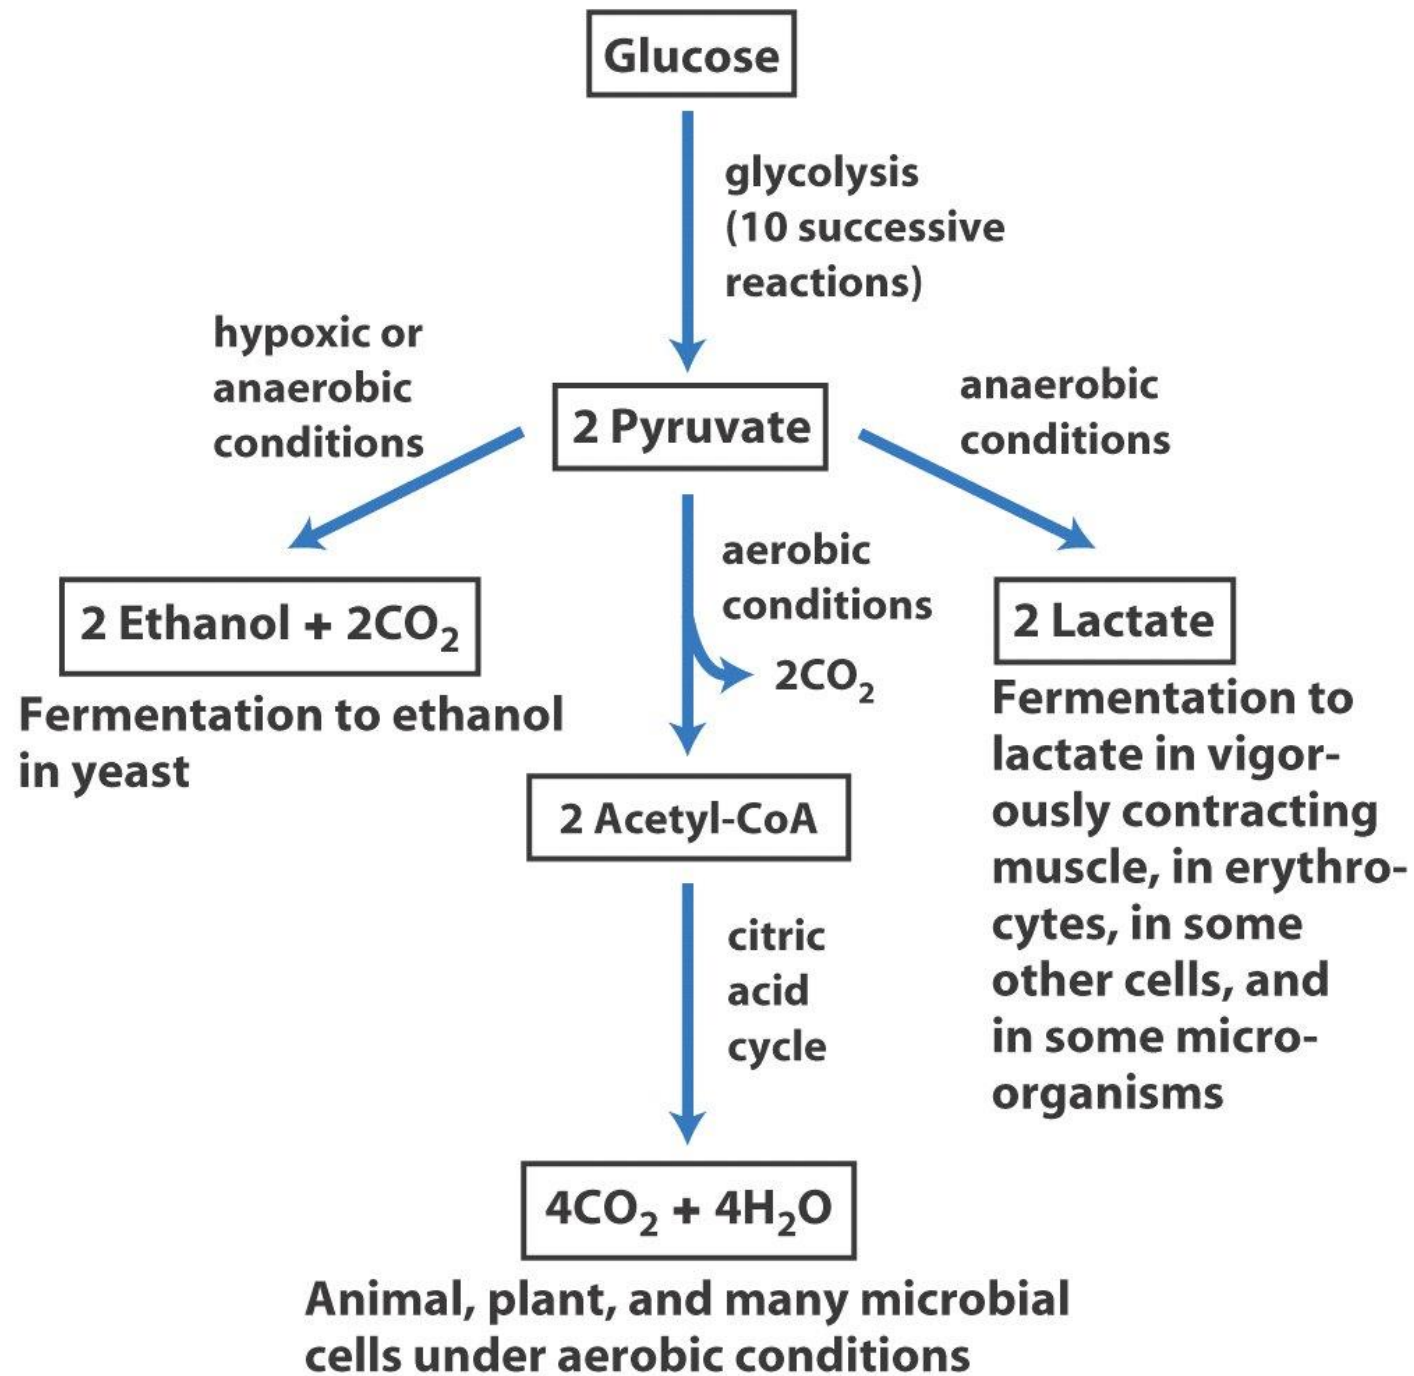 Glucose
glycolysis
(10 successive
reactions)
hypoxic or
anaerobic
conditions
2 Pyruvate
anaerobic
conditions
2 Ethanol + 2CO₂
Fermentation to ethanol
in yeast
aerobic
conditions
2CO₂
2 Lactate
Fermentation to
lactate in vigor-
ously contracting
muscle, in erythro-
cytes, in some
other cells, and
in some micro-
organisms
2 Acetyl-CoA
citric
acid
cycle
4CO₂ + 4H₂O
Animal, plant, and many microbial
cells under aerobic conditions